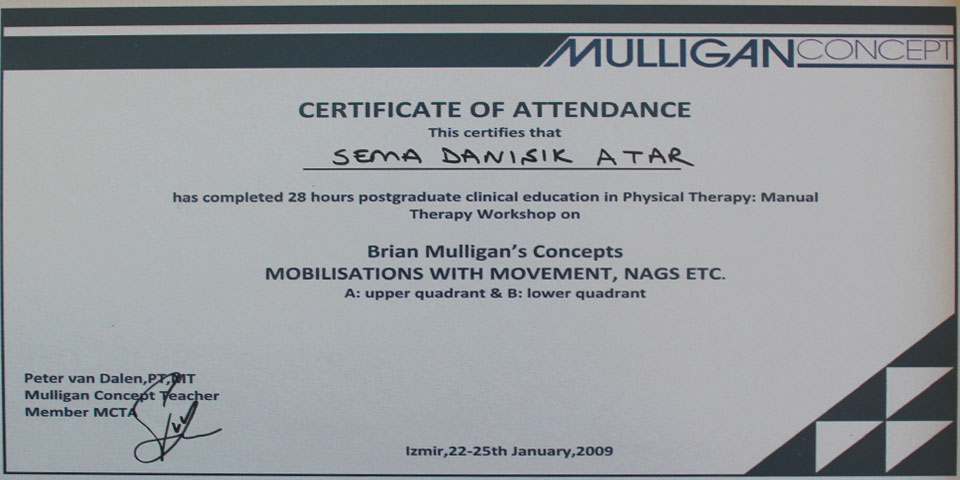 MULLIGAN CONCEPT
CERTIFICATE OF ATTENDANCE
This certifies that
SEMA DANISIK ATAR
has completed 28 hours postgraduate clinical education in Physical Therapy: Manual
Therapy Workshop on
Brian Mulligan's Concepts
MOBILISATIONS WITH MOVEMENT, NAGS ETC.
A: upper quadrant & B: lower quadrant
Peter van Dalen,PT,MT
Mulligan Concept Teacher
Member MCTA
Izmir,22-25th January,2009